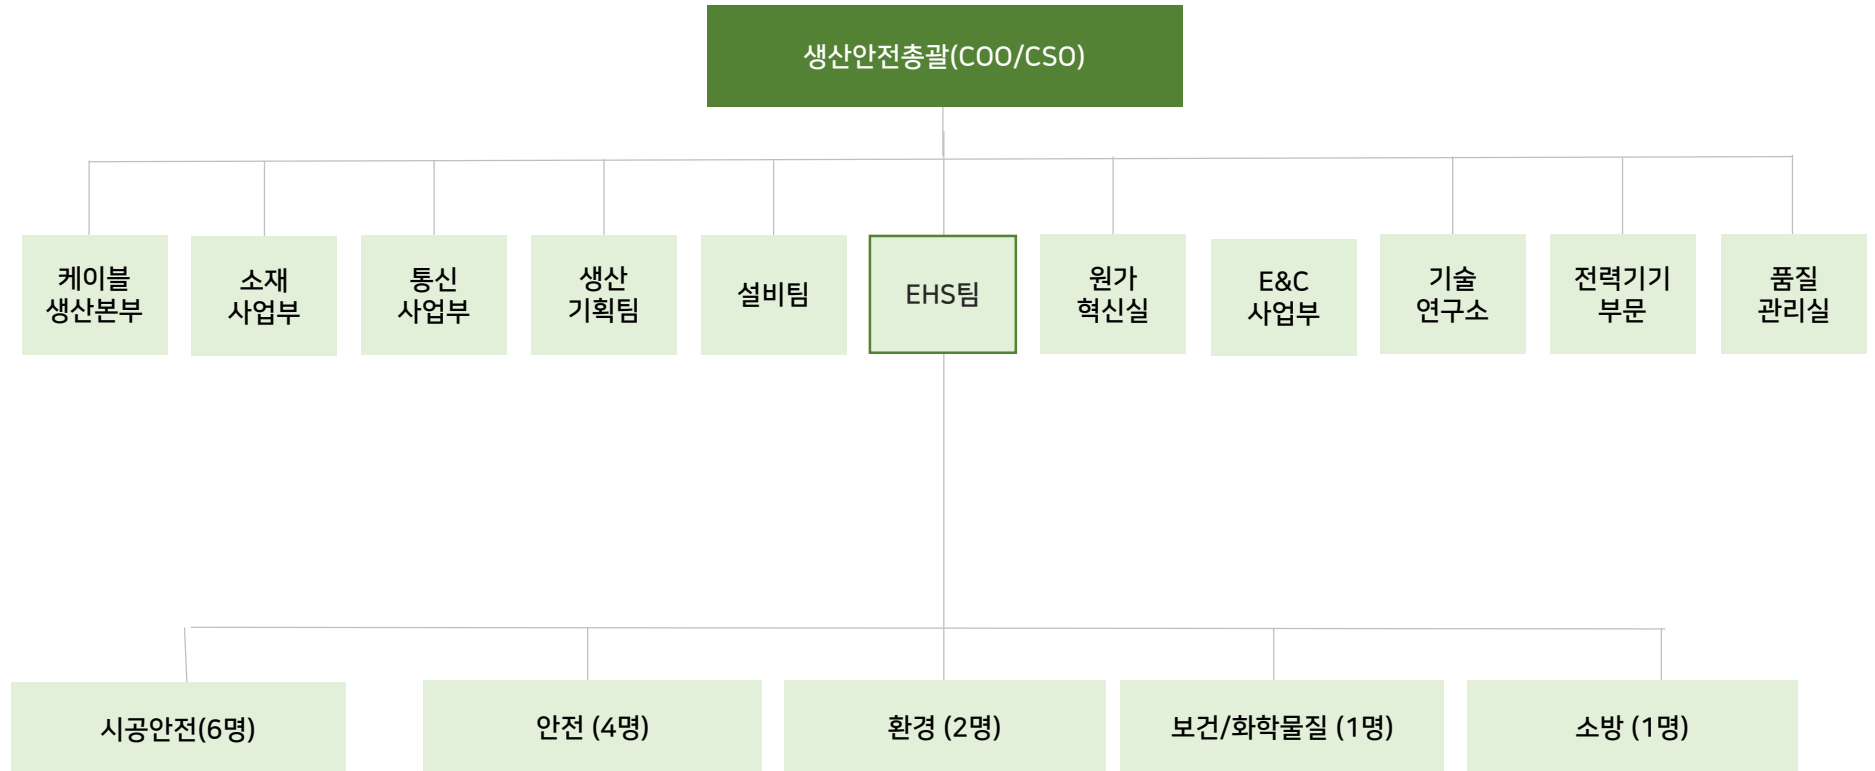 생산안전총괄(COO/CSO)
케이블
생산본부
소재
사업부
통신
사업부
생산
기획팀
설비팀
EHS팀
원가
혁신실
E&C
사업부
기술
연구소
전력기기
부문
품질
관리실
시공안전(6명)
안전 (4명)
환경 (2명)
보건/화학물질 (1명)
소방 (1명)